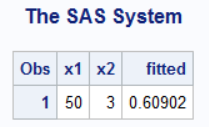 The SAS System
Obs x1 x2 fitted
1 50 3 0.60902